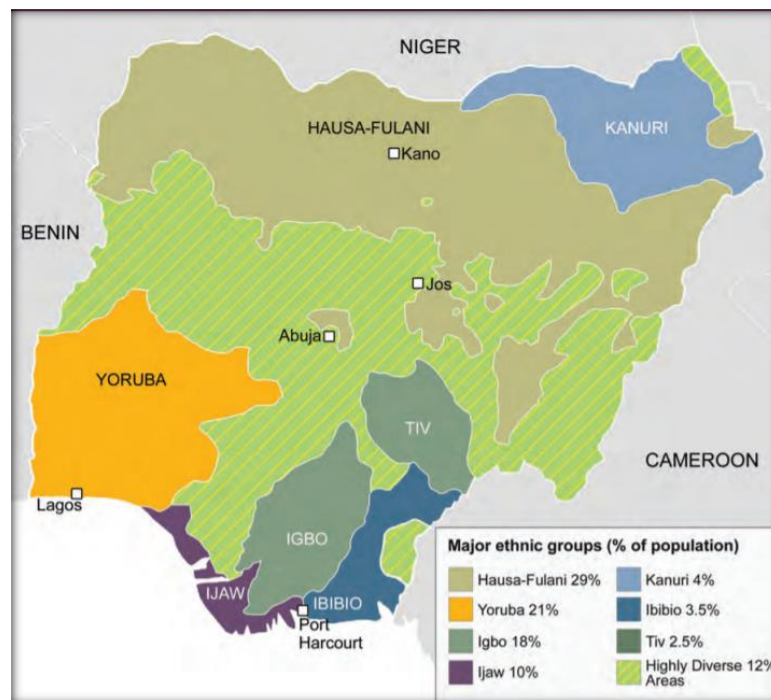 NIGER
HAUSA-FULANI
KANURI
Kano
BENIN
Jos
Abuja
YORUBA
TIV
CAMEROON
Lagos
IGBO
IJAW
IBIBIO
Port
Harcourt
Major ethnic groups (% of population)
Hausa-Fulani 29%
Kanuri 4%
Yoruba 21%
Ibibio 3.5%
Igbo 18%
Tiv 2.5%
Ijaw 10%
Highly Diverse 12%
Areas